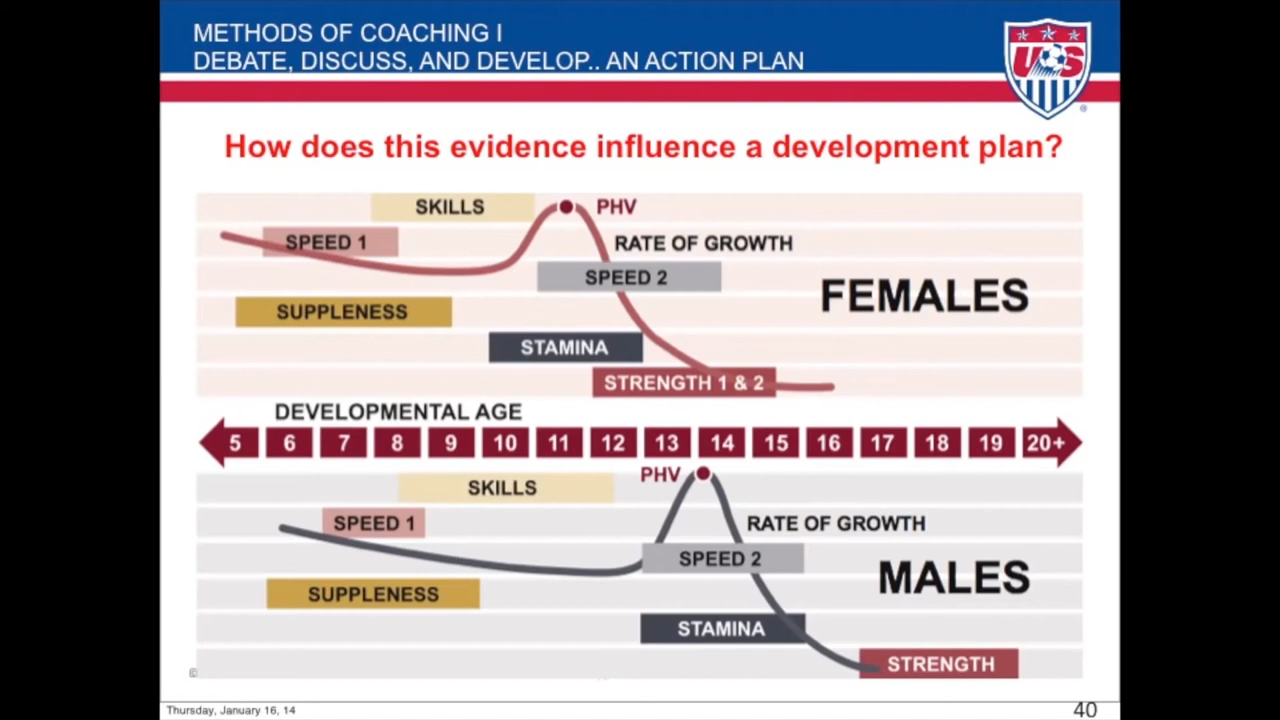 METHODS OF COACHING I
DEBATE, DISCUSS, AND DEVELOP.. AN ACTION PLAN
US
®
How does this evidence influence a development plan?
SKILLS
PHV
SPEED 1
RATE OF GROWTH
SPEED 2
FEMALES
SUPPLENESS
STAMINA
STRENGTH 1 & 2
DEVELOPMENTAL AGE
5 6 7 8 9 10 11 12 13 14 15 16 17 18 19 20+
PHV
SKILLS
SPEED 1
RATE OF GROWTH
SPEED 2
MALES
SUPPLENESS
STAMINA
STRENGTH
©
Thursday, January 16, 14
40